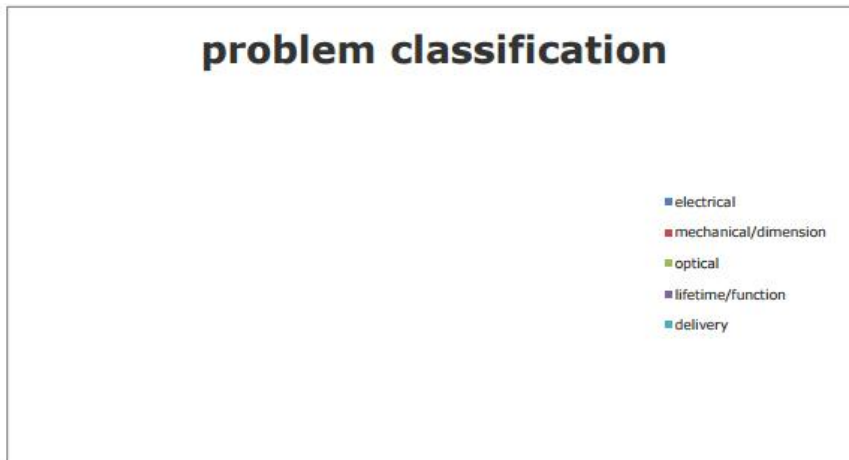 problem classification
electrical
mechanical/dimension
optical
lifetime/function
delivery